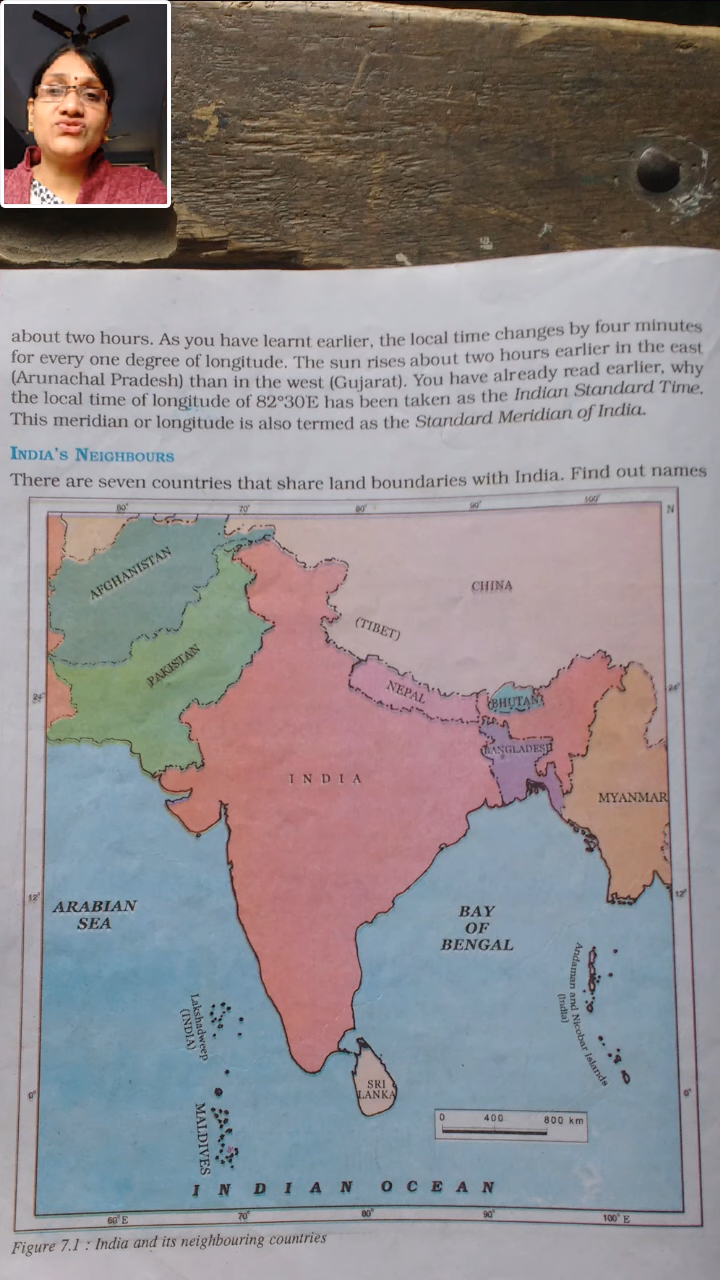 about two hours. As you have learnt earlier, the local time changes by four minutes
for every one degree of longitude. The sun rises about two hours earlier in the east
(Arunachal Pradesh) than in the west (Gujarat). You have already read earlier, why
the local time of longitude of 82°30E has been taken as the Indian Standard Time.
This meridian or longitude is also termed as the Standard Meridian of India.
INDIA'S NEIGHBOURS
There are seven countries that share land boundaries with India. Find out names
60° 70° 80° 90° 100° N
AFGHANISTAN
CHINA
(TIBET)
PAKISTAN
NEPAL
BHUTAN
24° 24°
BANGLADESH
INDIA
MYANMAR
12° 12°
ARABIAN
SEA
BAY
OF
BENGAL
Andaman and Nicobar Islands
(India)
Lakshadweep
(INDIA)
SRI
LANKA
0° 0°
MALDIVES
0 400 800 km
INDIAN OCEAN
60°E 70° 80° 90° 100°E
Figure 7.1 : India and its neighbouring countries